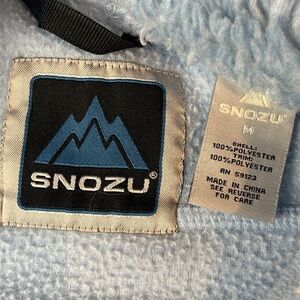 SNOZU®
SNOZU®
M
SHELL:
100%POLYESTER
TRIM:
100%POLYESTER
RN 59123
MADE IN CHINA
SEE REVERSE
FOR CARE